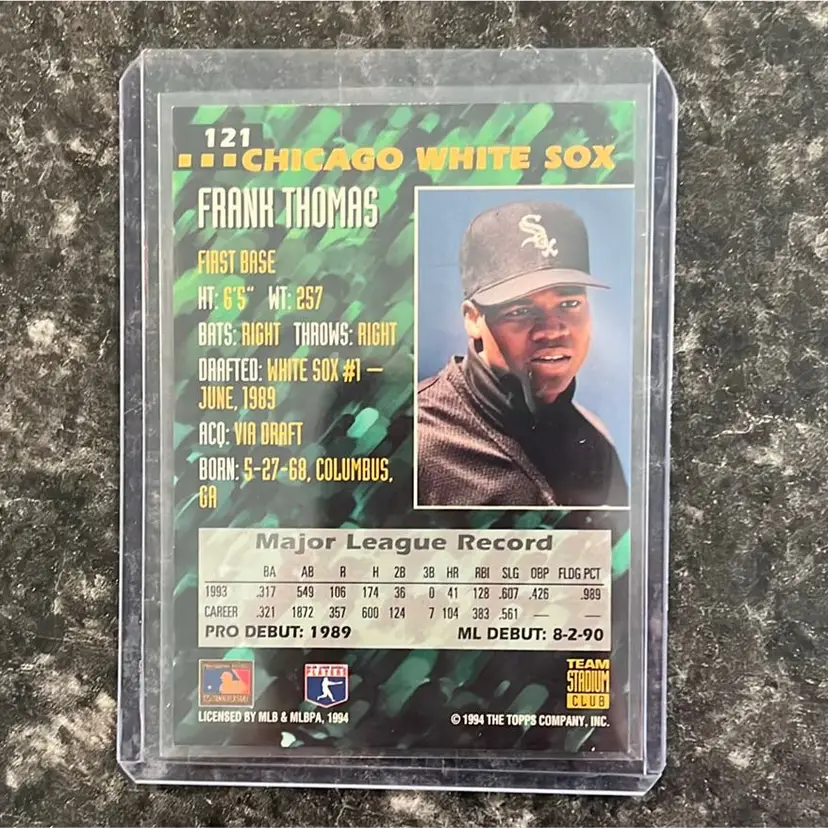 121
CHICAGO WHITE SOX
FRANK THOMAS
FIRST BASE
HT: 6'5" WT: 257
BATS: RIGHT THROWS: RIGHT
DRAFTED: WHITE SOX #1 —
JUNE, 1989
ACQ: VIA DRAFT
BORN: 5-27-68, COLUMBUS,
GA
Sox
Major League Record
BA AB R H 2B 3B HR RBI SLG OBP FLDG PCT
1993 .317 549 106 174 36 0 41 128 .607 .426 .989
CAREER .321 1872 357 600 124 7 104 383 .561 — —
PRO DEBUT: 1989 ML DEBUT: 8-2-90
PLAYERS
TEAM
STADIUM
CLUB
LICENSED BY MLB & MLBPA, 1994 © 1994 THE TOPPS COMPANY, INC.